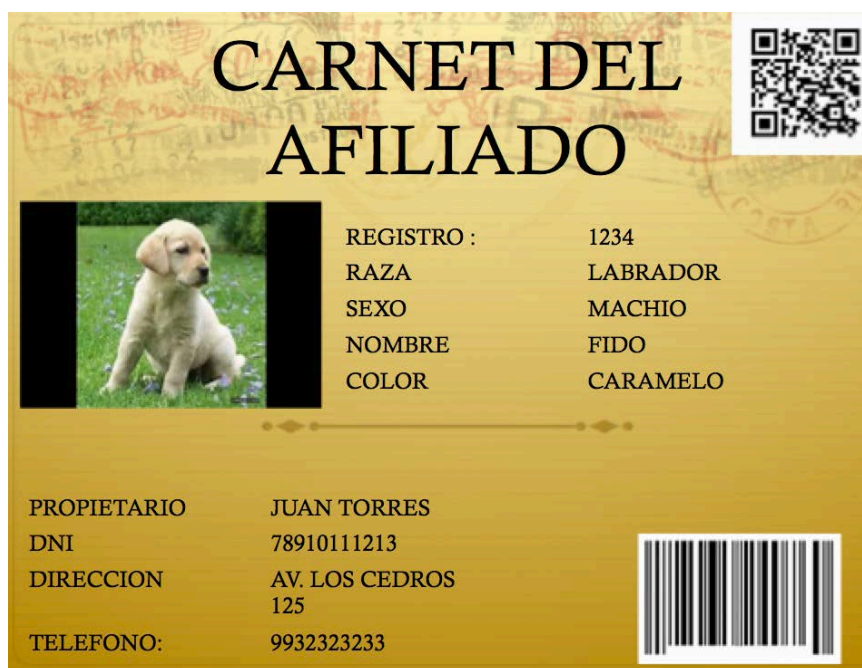 CARNET DEL
AFILIADO
REGISTRO : 1234
RAZA LABRADOR
SEXO MACHIO
NOMBRE FIDO
COLOR CARAMELO
PROPIETARIO JUAN TORRES
DNI 78910111213
DIRECCION AV. LOS CEDROS
125
TELEFONO: 9932323233